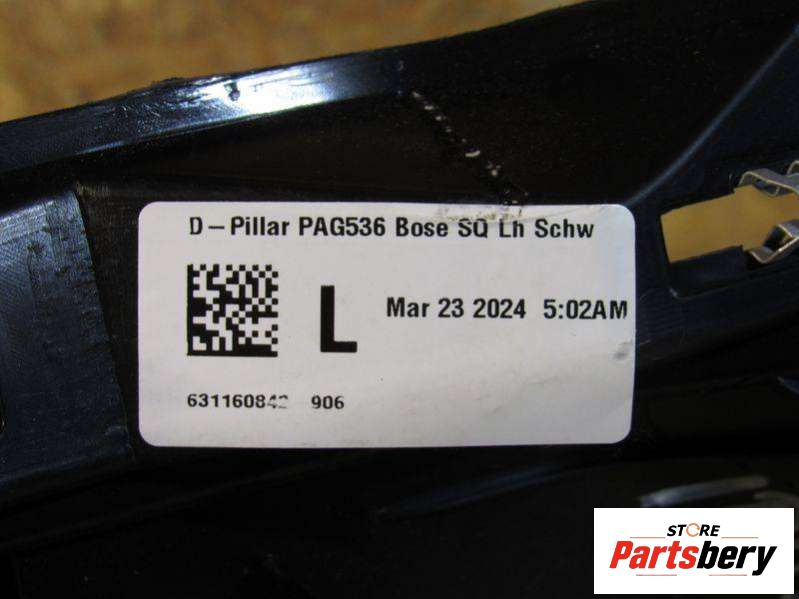 D-Pillar PAG536 Bose SQ Lh Schw
L
Mar 23 2024 5:02AM
631160842 906
STORE
Partsbery